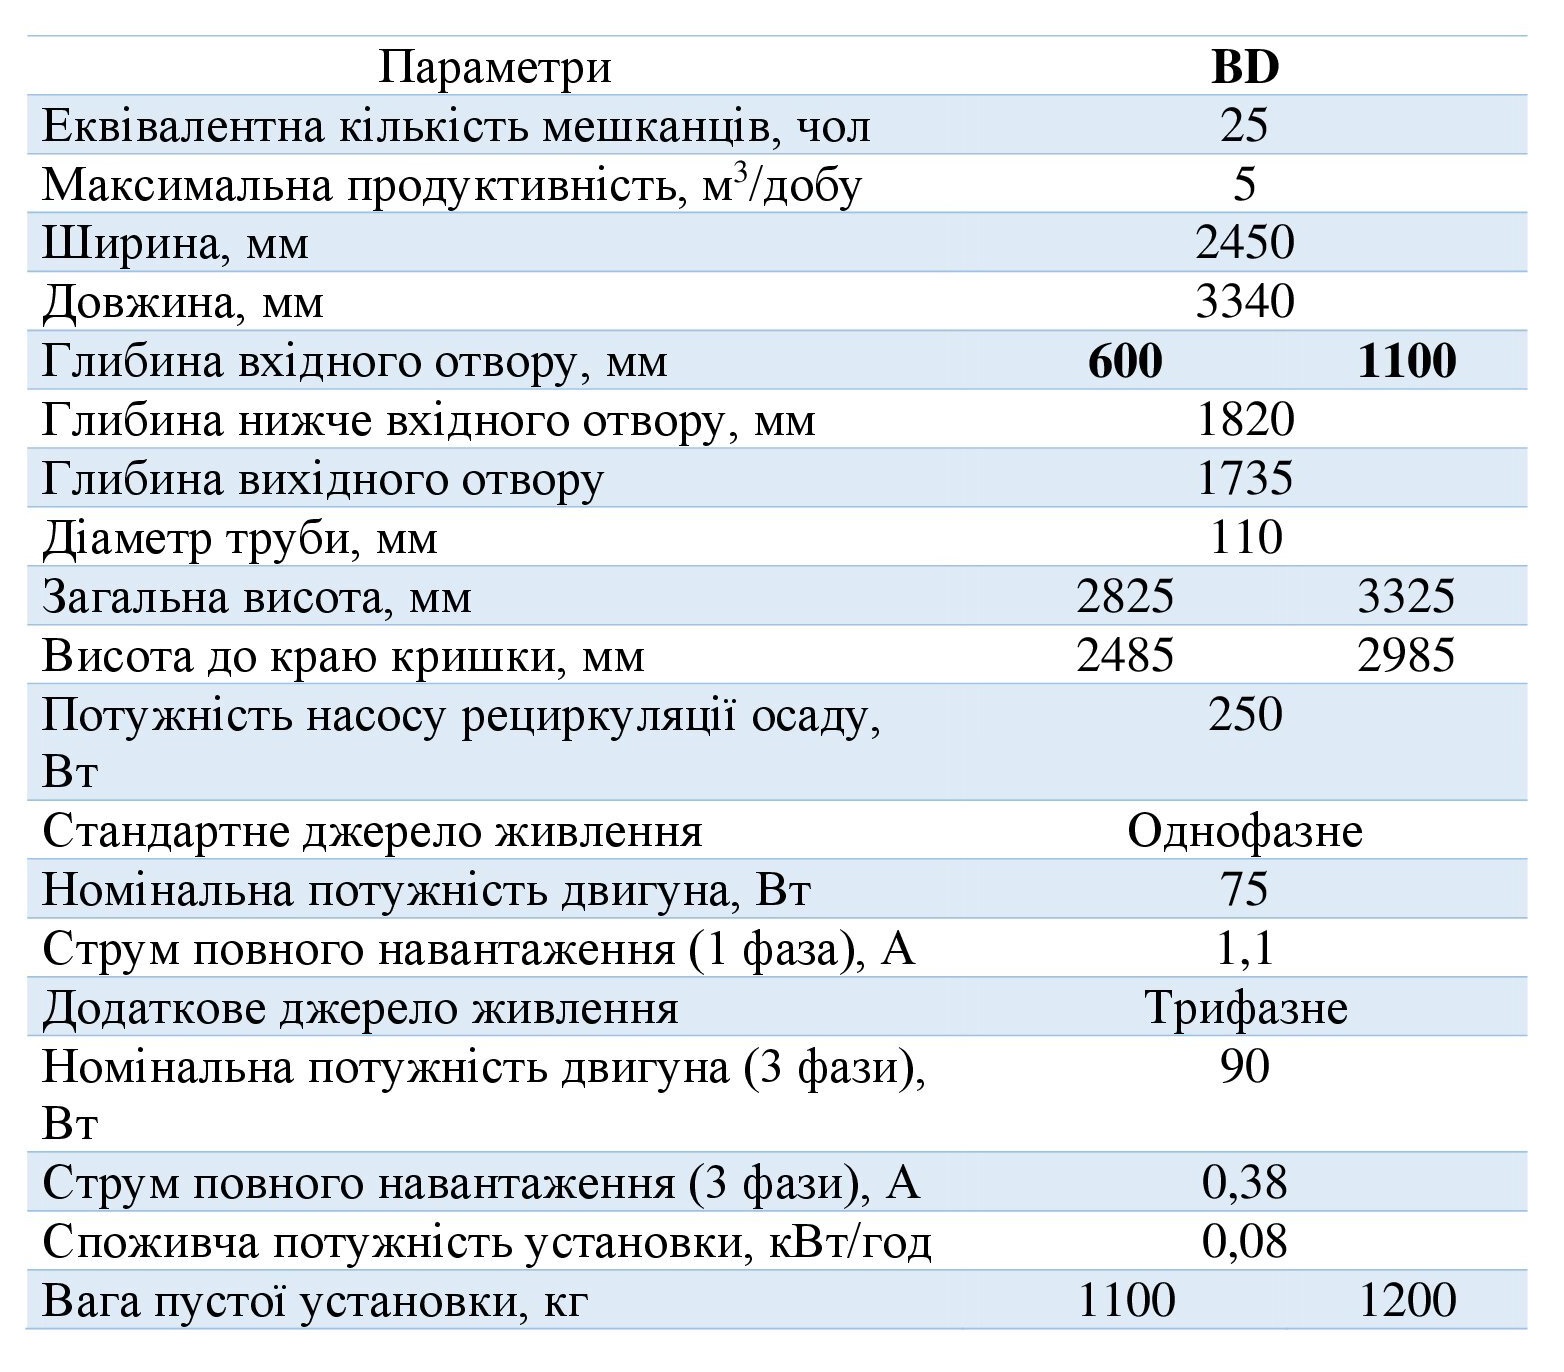 Параметри BD
Еквівалентна кількість мешканців, чол 25
Максимальна продуктивність, м³/добу 5
Ширина, мм 2450
Довжина, мм 3340
Глибина вхідного отвору, мм 600 1100
Глибина нижче вхідного отвору, мм 1820
Глибина вихідного отвору 1735
Діаметр труби, мм 110
Загальна висота, мм 2825 3325
Висота до краю кришки, мм 2485 2985
Потужність насосу рециркуляції осаду, 250
Вт
Стандартне джерело живлення Однофазне
Номінальна потужність двигуна, Вт 75
Струм повного навантаження (1 фаза), А 1,1
Додаткове джерело живлення Трифазне
Номінальна потужність двигуна (3 фази), 90
Вт
Струм повного навантаження (3 фази), А 0,38
Споживча потужність установки, кВт/год 0,08
Вага пустої установки, кг 1100 1200